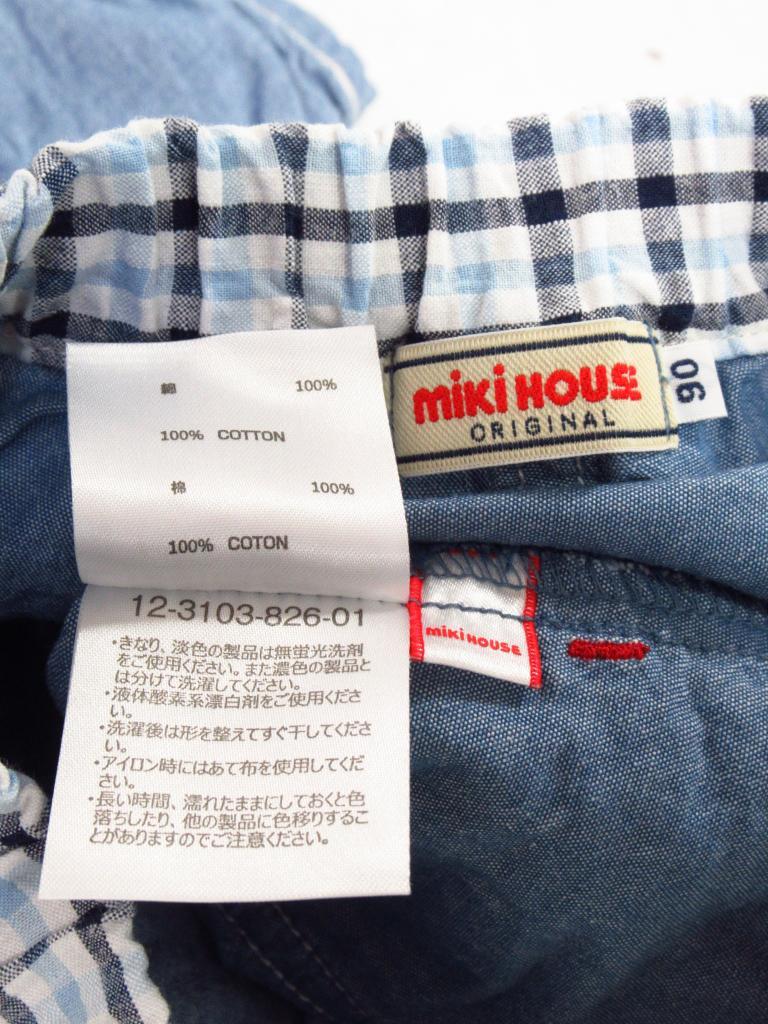 綿 100%
100% COTTON
棉 100%
100% COTON
12-3103-826-01
・きなり、淡色の製品は無蛍光洗剤
をご使用ください。また濃色の製品と
は分けて洗濯してください。
・液体酸素系漂白剤をご使用くださ
い。
・洗濯後は形を整えてすぐ干してくださ
い。
・アイロン時にはあて布を使用してくだ
さい。
・長い時間、濡れたままにしておくと色
落ちしたり、他の製品に色移りするこ
とがありますのでご注意ください。
miki HOUSE
ORIGINAL
90
miki HOUSE